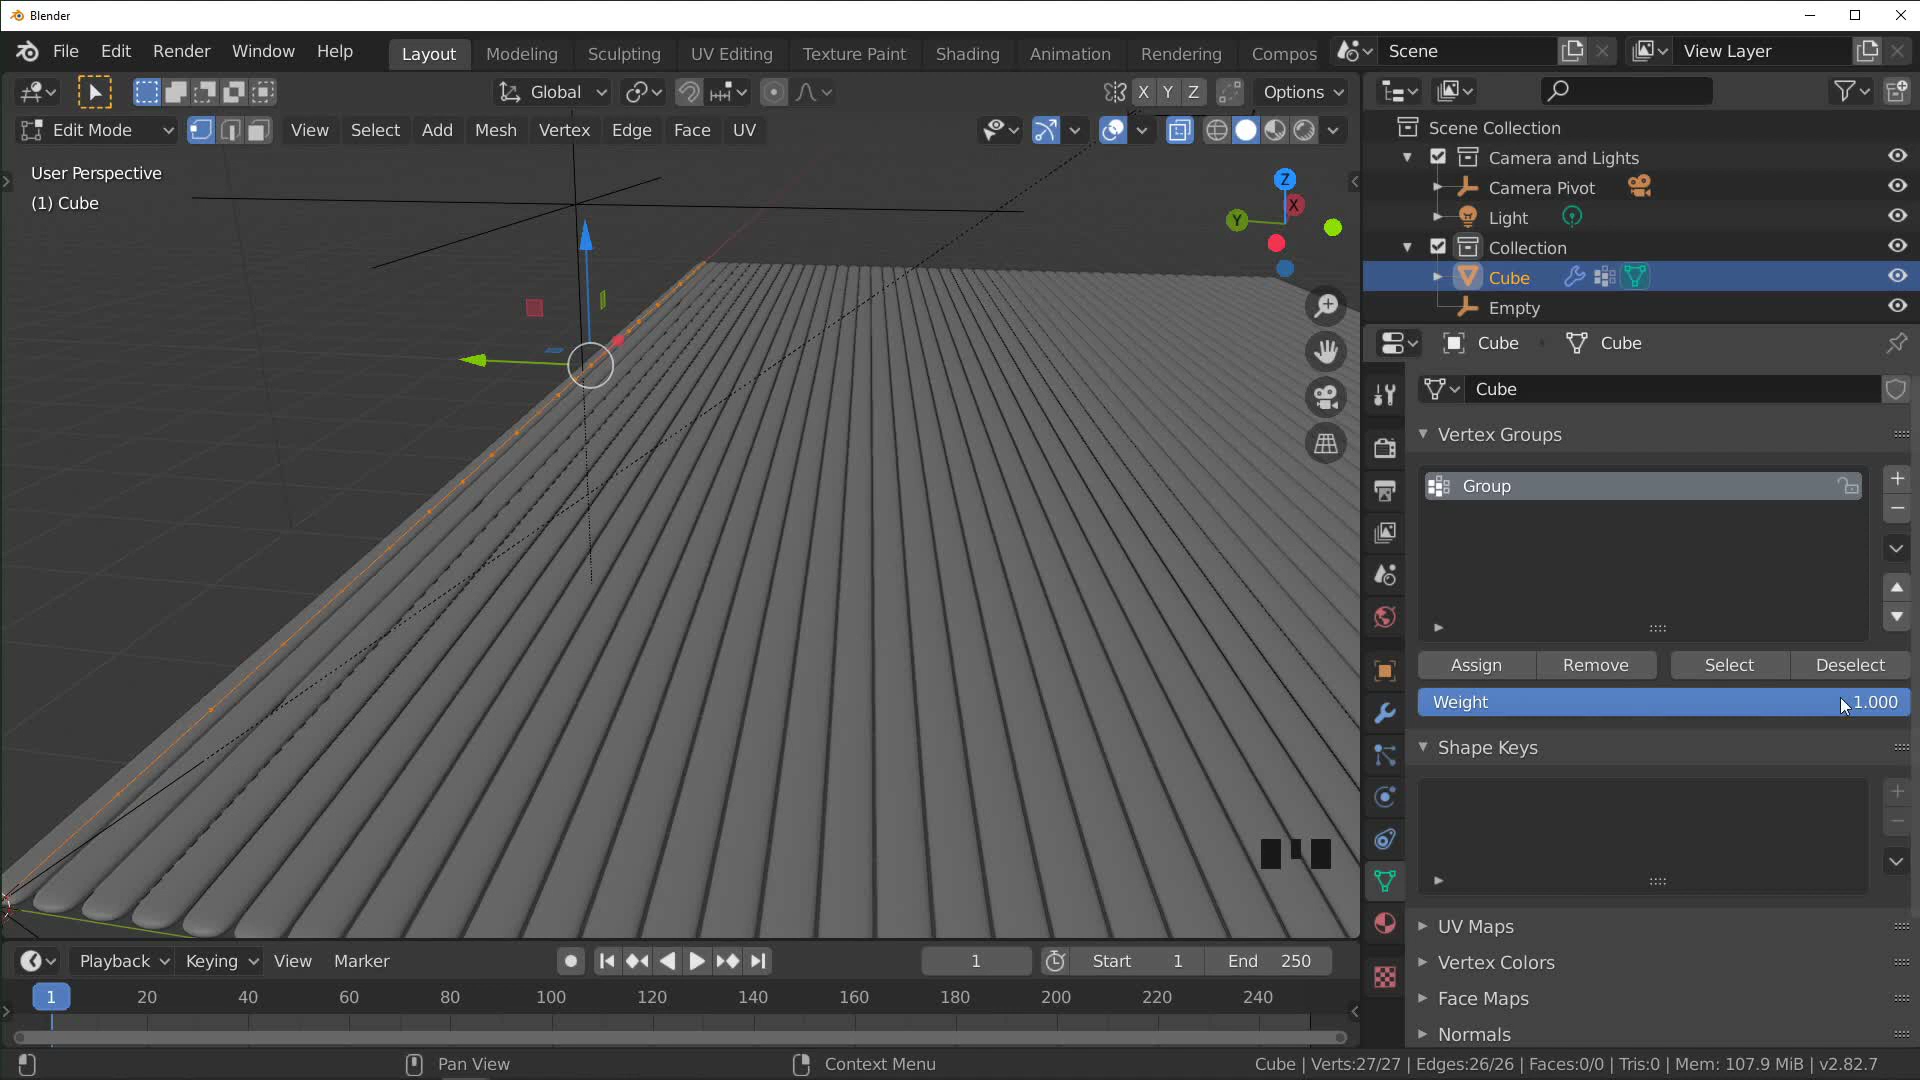 Blender
File Edit Render Window Help Layout Modeling Sculpting UV Editing Texture Paint Shading Animation Rendering Compos Scene View Layer
Global X Y Z Options
Edit Mode View Select Add Mesh Vertex Edge Face UV
User Perspective
(1) Cube
Z
X
Y
Scene Collection
Camera and Lights
Camera Pivot
Light
Collection
Cube
Empty
Cube Cube
Cube
Vertex Groups
Group
Assign Remove Select Deselect
Weight 1.000
Shape Keys
UV Maps
Vertex Colors
Face Maps
Normals
Playback Keying View Marker 1 Start 1 End 250
1 20 40 60 80 100 120 140 160 180 200 220 240
Pan View Context Menu Cube | Verts:27/27 | Edges:26/26 | Faces:0/0 | Tris:0 | Mem: 107.9 MiB | v2.82.7